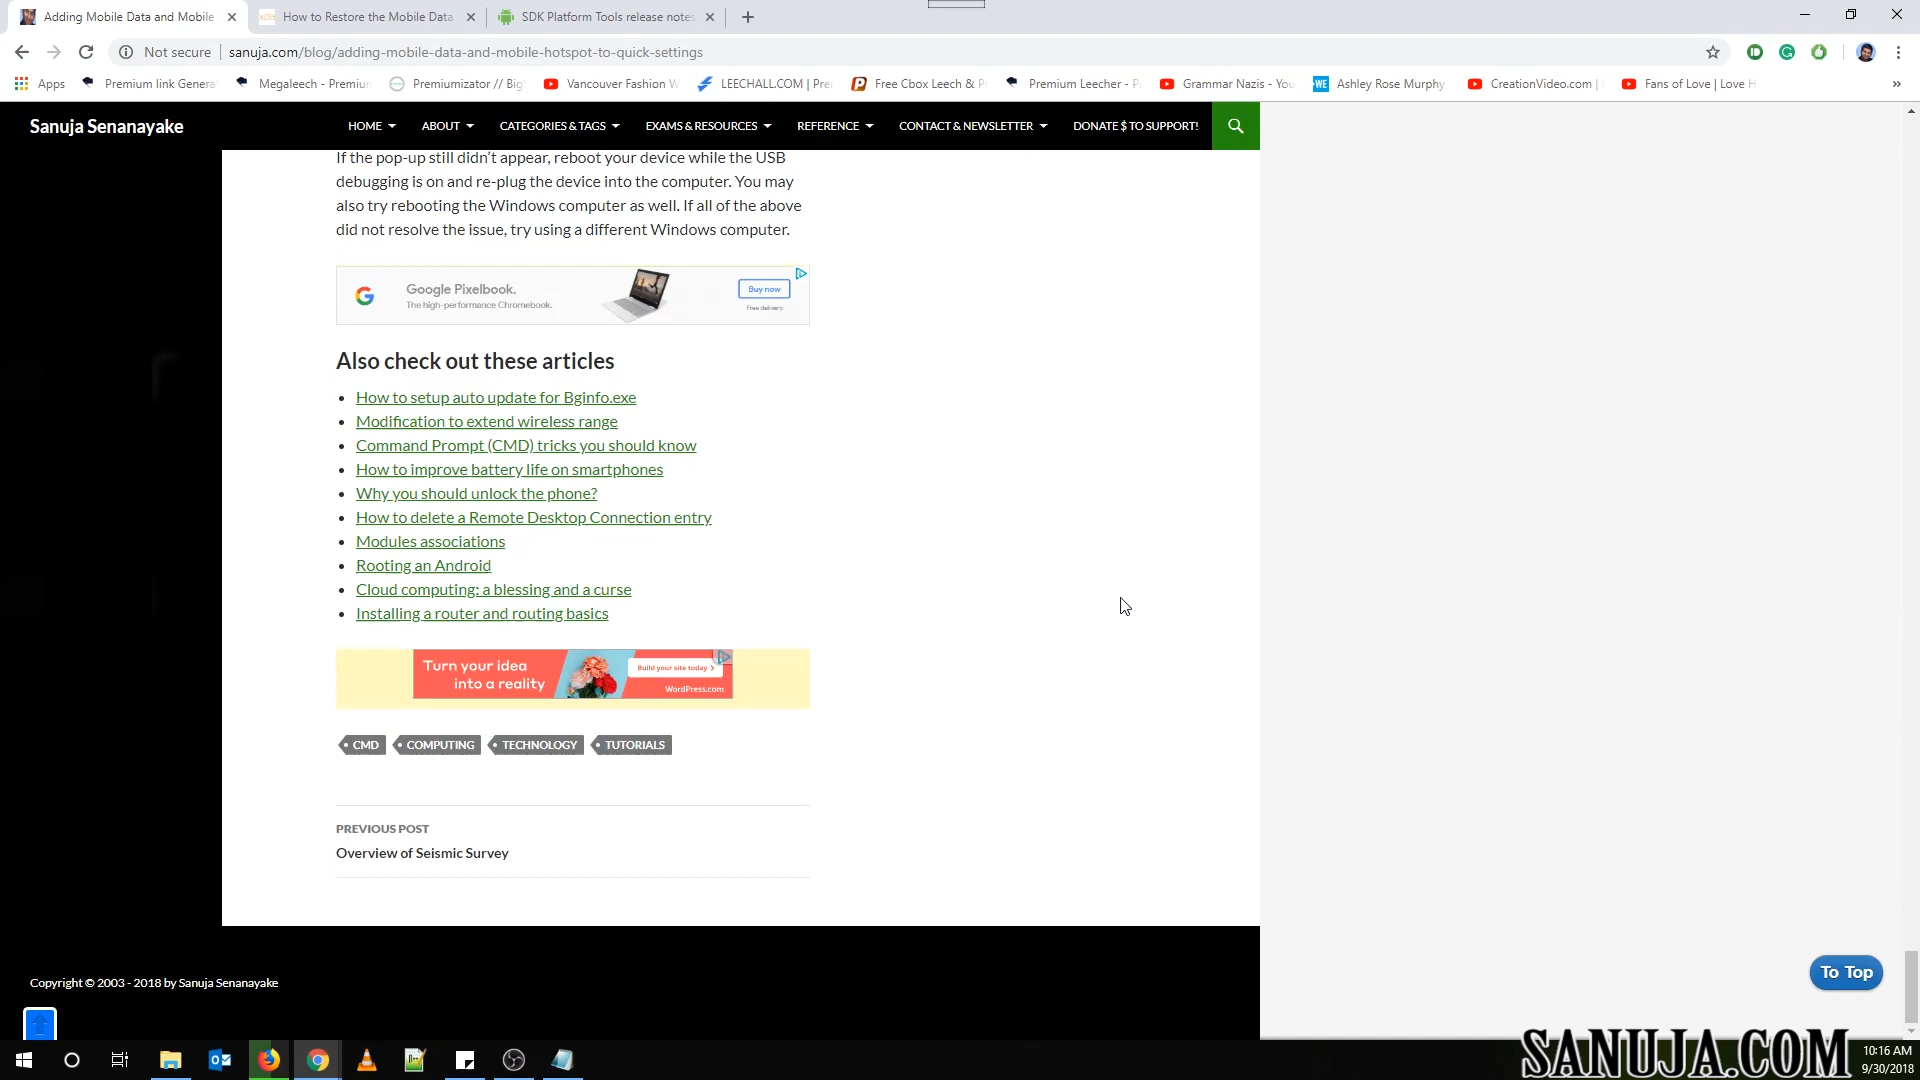 Adding Mobile Data and Mobile
How to Restore the Mobile Data
SDK Platform Tools release notes
Not secure
sanuja.com/blog/adding-mobile-data-and-mobile-hotspot-to-quick-settings
Apps
Premium link Genera
Megaleech - Premium
Premiumizator // Big
Vancouver Fashion W
LEECHALL.COM | Pre
Free Cbox Leech & P
Premium Leecher - P
Grammar Nazis - You
WE
Ashley Rose Murphy
CreationVideo.com |
Fans of Love | Love H
»
Sanuja Senanayake
HOME
ABOUT
CATEGORIES & TAGS
EXAMS & RESOURCES
REFERENCE
CONTACT & NEWSLETTER
DONATE $ TO SUPPORT!
If the pop-up still didn’t appear, reboot your device while the USB
debugging is on and re-plug the device into the computer. You may
also try rebooting the Windows computer as well. If all of the above
did not resolve the issue, try using a different Windows computer.
Google Pixelbook.
The high-performance Chromebook.
Buy now
Free delivery.
Also check out these articles
How to setup auto update for Bginfo.exe
Modification to extend wireless range
Command Prompt (CMD) tricks you should know
How to improve battery life on smartphones
Why you should unlock the phone?
How to delete a Remote Desktop Connection entry
Modules associations
Rooting an Android
Cloud computing: a blessing and a curse
Installing a router and routing basics
Turn your idea
into a reality
Build your site today >
WordPress.com
CMD
COMPUTING
TECHNOLOGY
TUTORIALS
PREVIOUS POST
Overview of Seismic Survey
Copyright © 2003 - 2018 by Sanuja Senanayake
To Top
SANUJA.COM
10:16 AM
9/30/2018